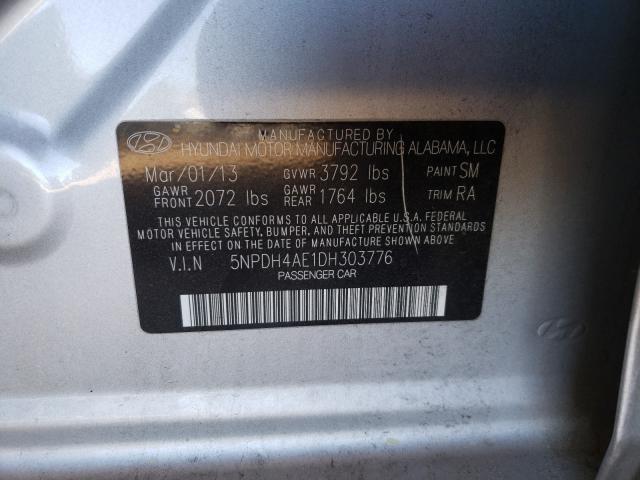 MANUFACTURED BY
HYUNDAI MOTOR MANUFACTURING ALABAMA, LLC
Mar/01/13 GVWR 3792 lbs PAINT SM
GAWR FRONT 2072 lbs GAWR REAR 1764 lbs TRIM RA
THIS VEHICLE CONFORMS TO ALL APPLICABLE U.S.A. FEDERAL
MOTOR VEHICLE SAFETY, BUMPER, AND THEFT PREVENTION STANDARDS
IN EFFECT ON THE DATE OF MANUFACTURE SHOWN ABOVE.
V.I.N 5NPDH4AE1DH303776
PASSENGER CAR